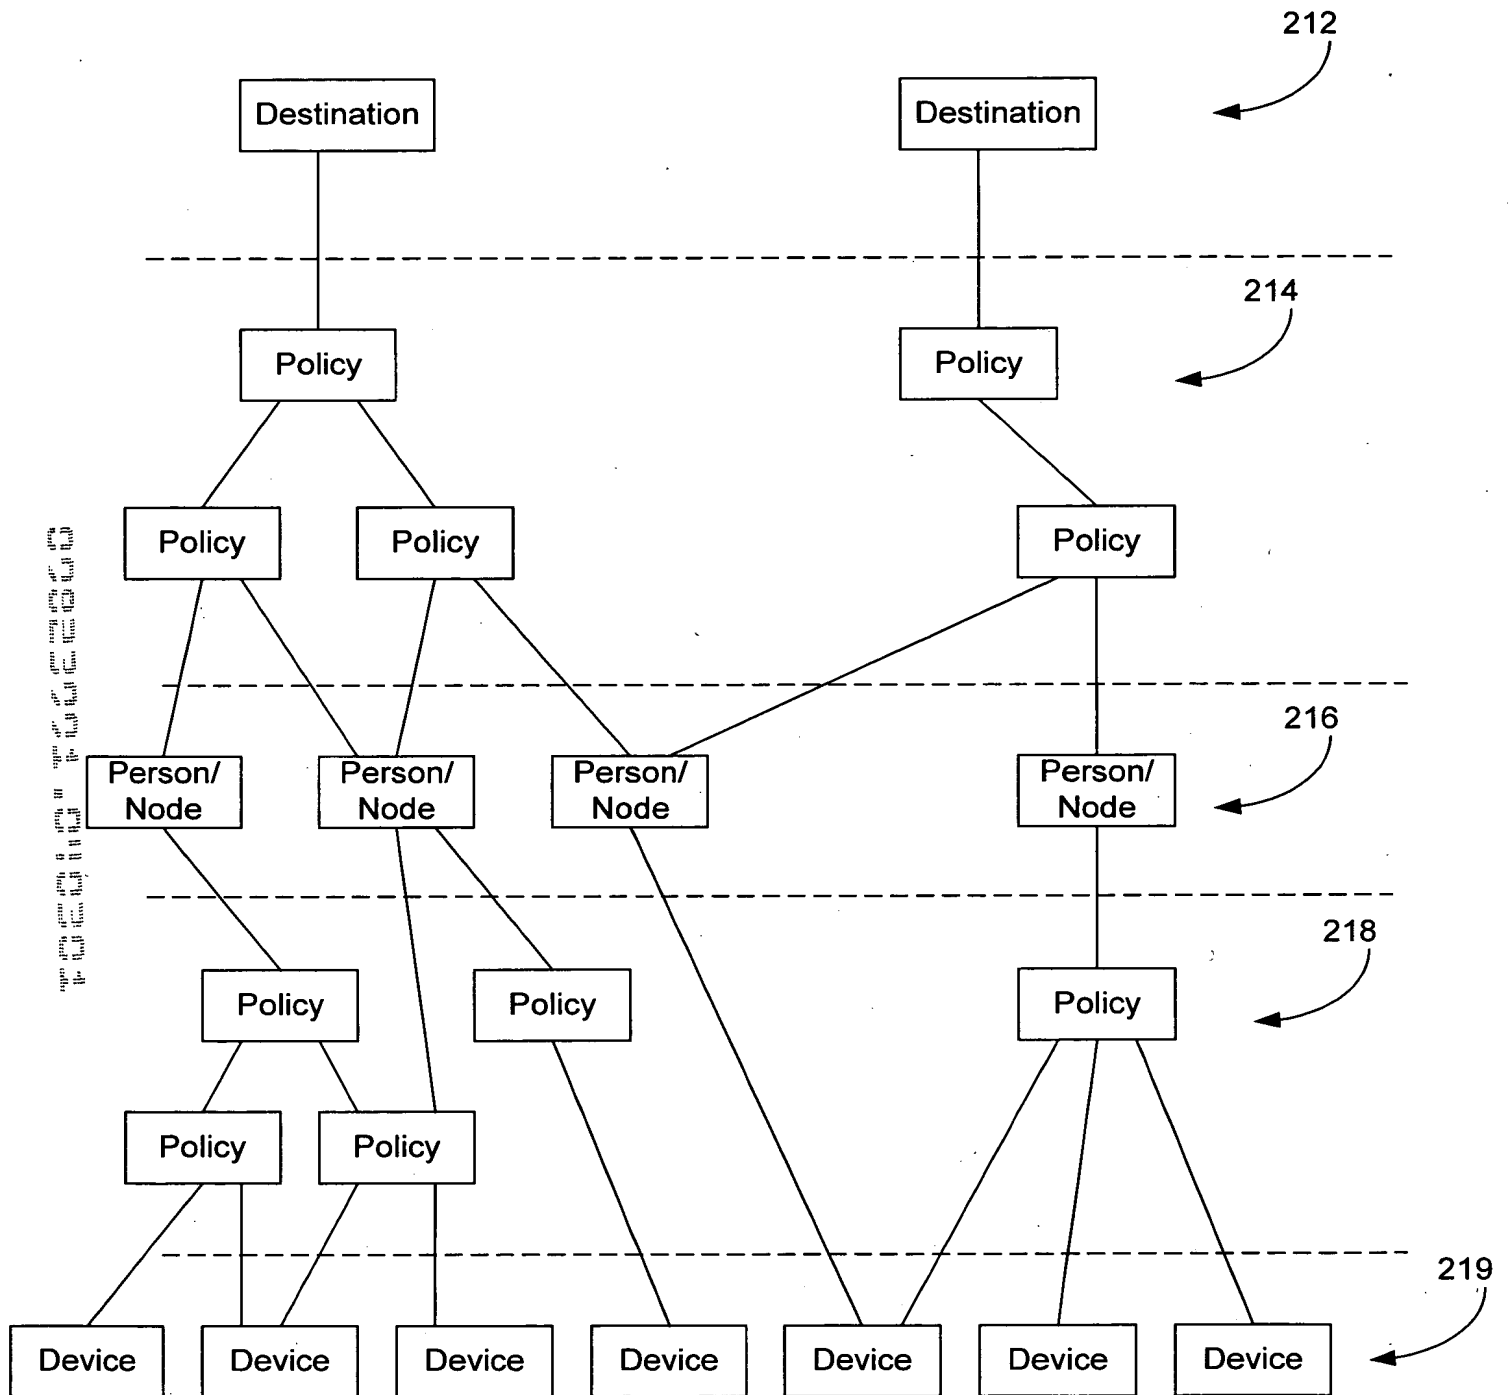 212
Destination
Destination
214
Policy
Policy
Policy
Policy
Policy
216
Person/
Node
Person/
Node
Person/
Node
Person/
Node
218
Policy
Policy
Policy
Policy
Policy
219
Device
Device
Device
Device
Device
Device
Device